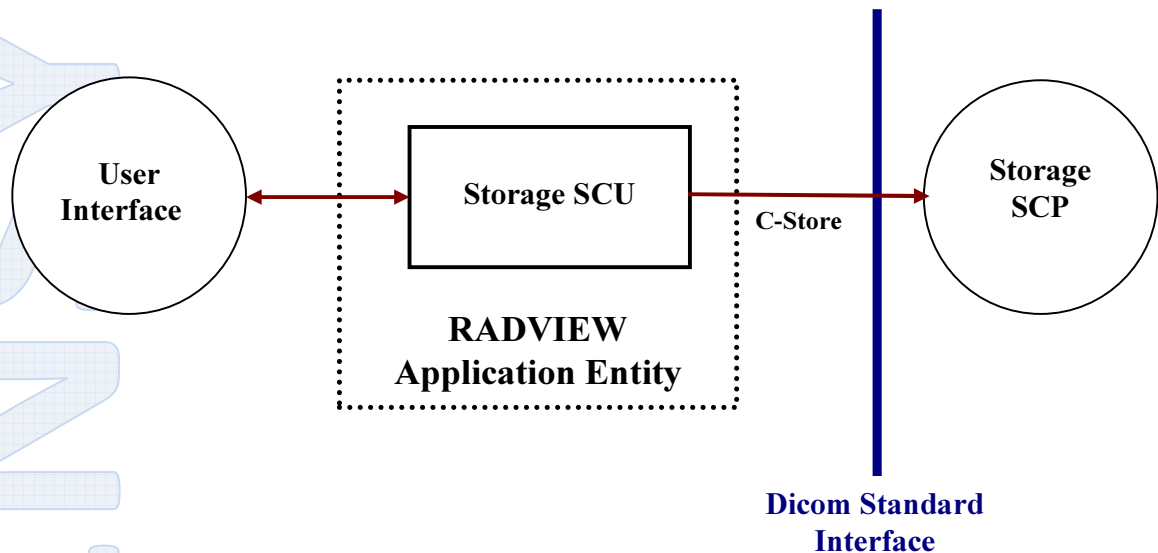 User
Interface
Storage SCU
C-Store
Storage
SCP
RADVIEW
Application Entity
Dicom Standard
Interface